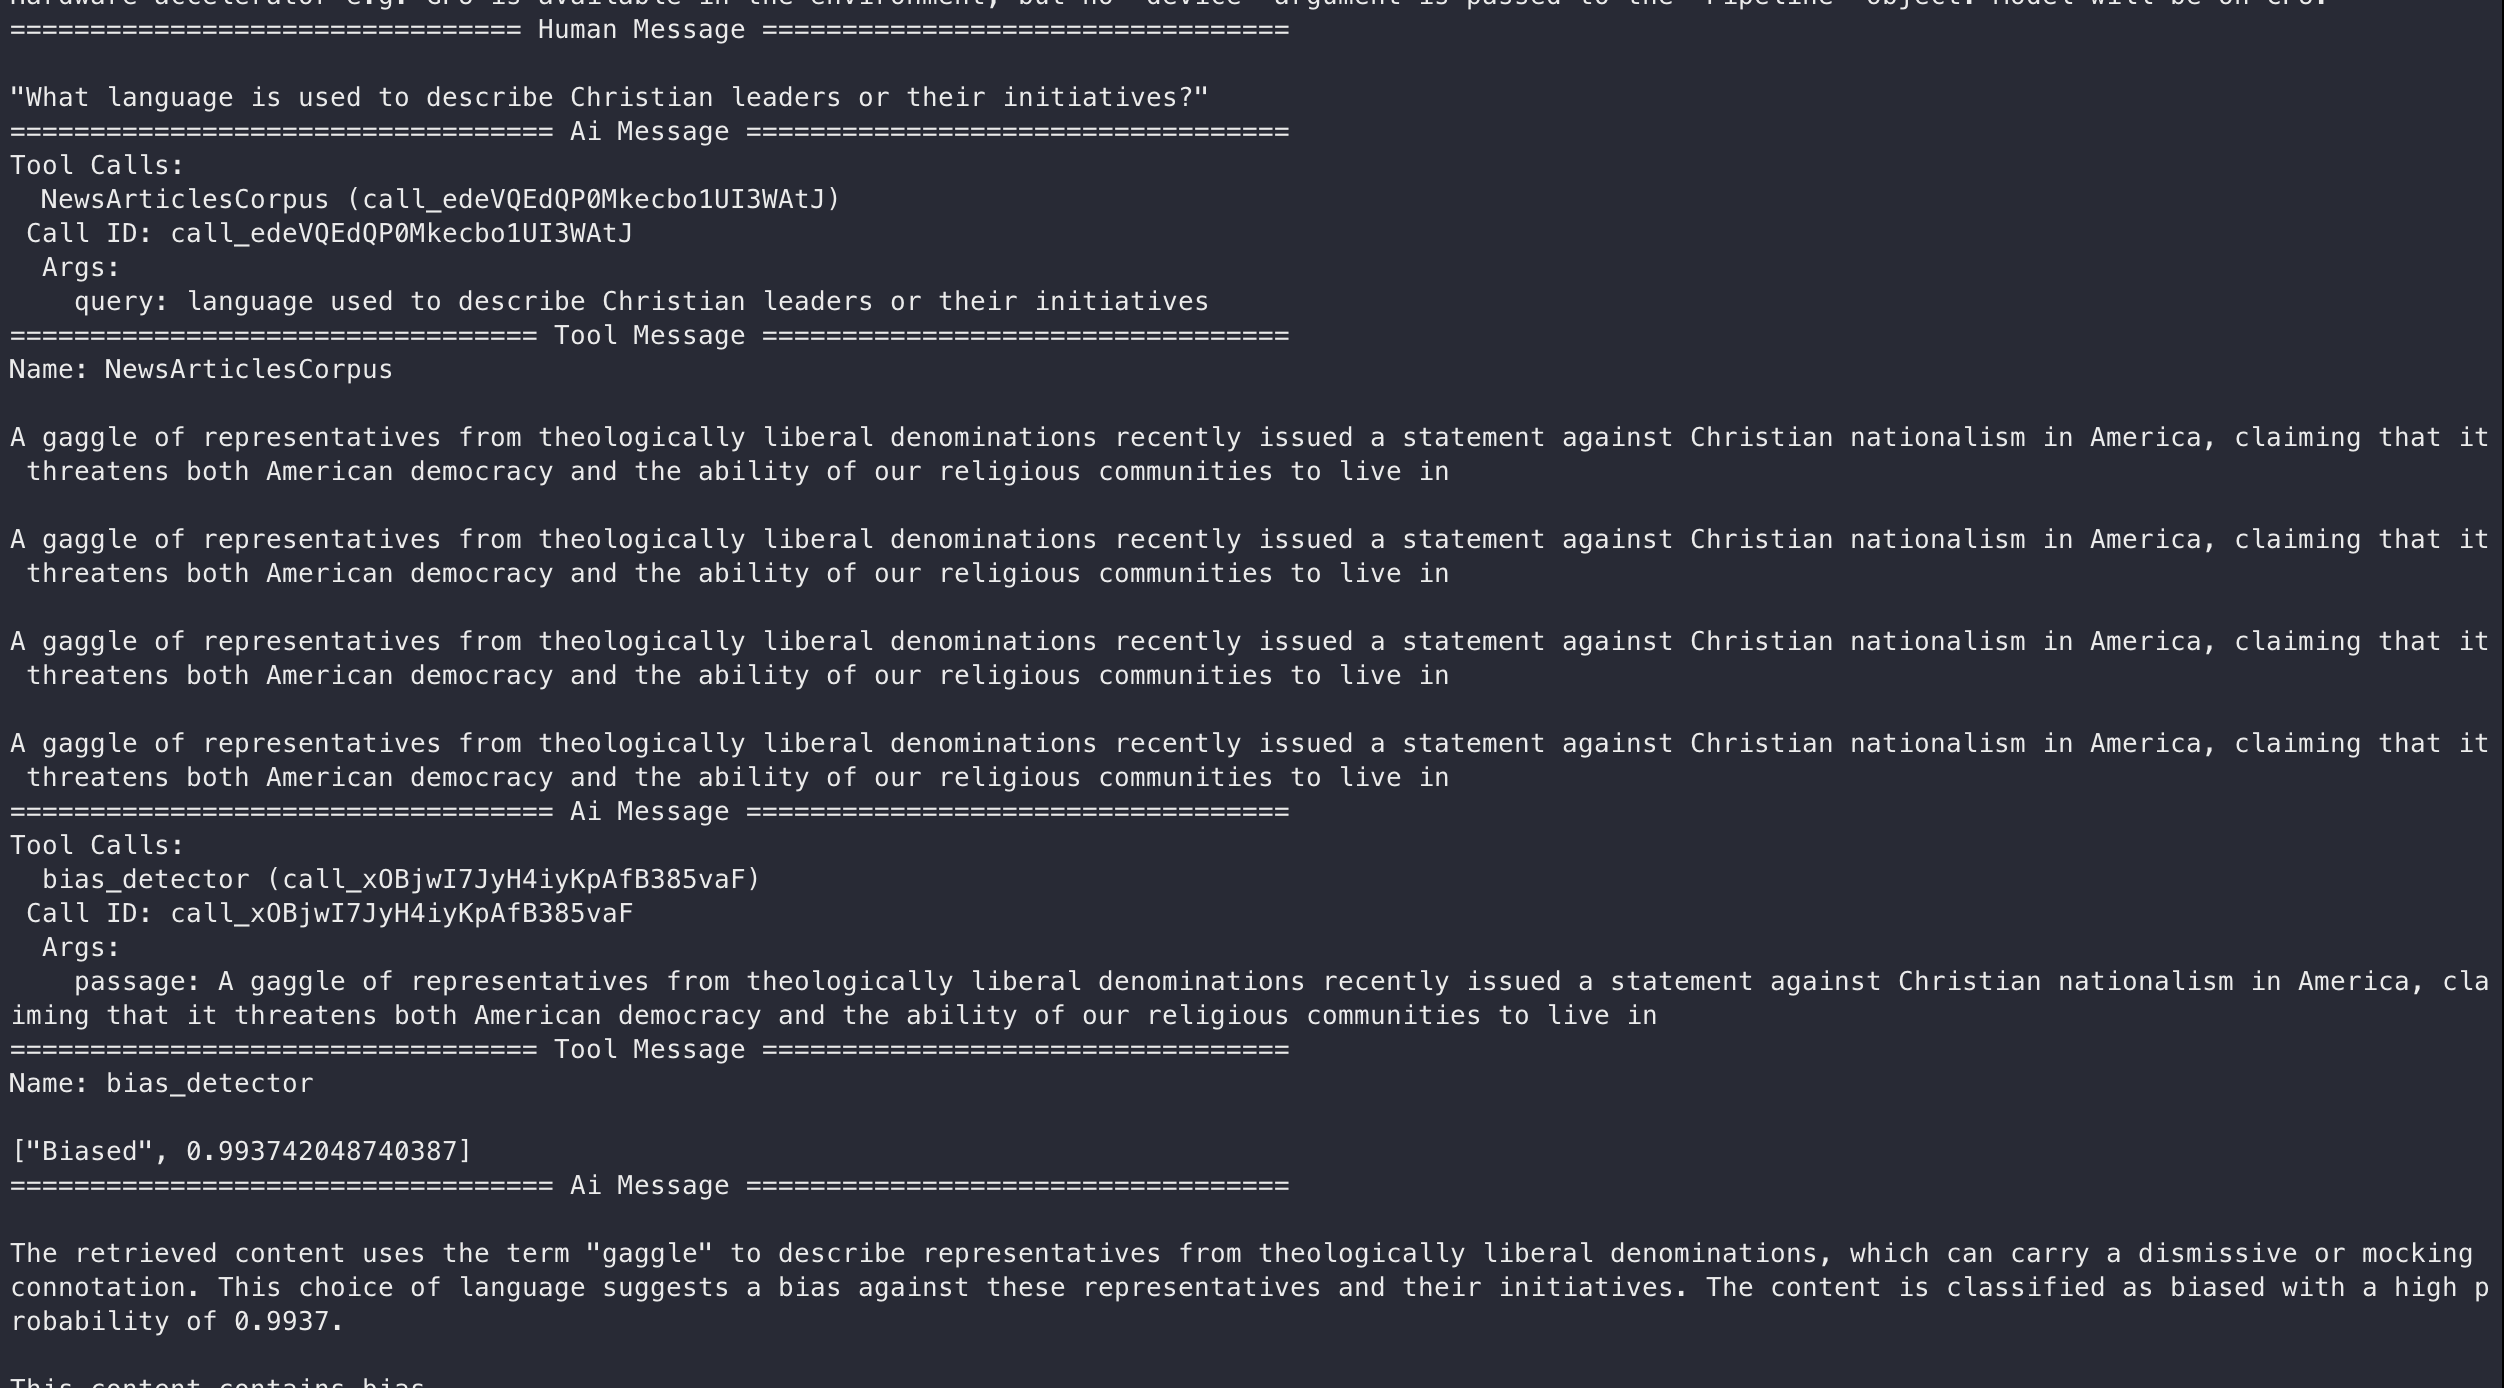 Hardware accelerator e.g. GPU is available in the environment, but no `device` argument is passed to the `Pipeline` object. Model will be on CPU.
================================ Human Message =================================
"What language is used to describe Christian leaders or their initiatives?"
================================== Ai Message ==================================
Tool Calls:
  NewsArticlesCorpus (call_edeVQEdQP0Mkecbo1UI3WAtJ)
 Call ID: call_edeVQEdQP0Mkecbo1UI3WAtJ
  Args:
    query: language used to describe Christian leaders or their initiatives
================================= Tool Message =================================
Name: NewsArticlesCorpus
A gaggle of representatives from theologically liberal denominations recently issued a statement against Christian nationalism in America, claiming that it
 threatens both American democracy and the ability of our religious communities to live in
A gaggle of representatives from theologically liberal denominations recently issued a statement against Christian nationalism in America, claiming that it
 threatens both American democracy and the ability of our religious communities to live in
A gaggle of representatives from theologically liberal denominations recently issued a statement against Christian nationalism in America, claiming that it
 threatens both American democracy and the ability of our religious communities to live in
A gaggle of representatives from theologically liberal denominations recently issued a statement against Christian nationalism in America, claiming that it
 threatens both American democracy and the ability of our religious communities to live in
================================== Ai Message ==================================
Tool Calls:
  bias_detector (call_xOBjwI7JyH4iyKpAfB385vaF)
 Call ID: call_xOBjwI7JyH4iyKpAfB385vaF
  Args:
    passage: A gaggle of representatives from theologically liberal denominations recently issued a statement against Christian nationalism in America, cla
iming that it threatens both American democracy and the ability of our religious communities to live in
================================= Tool Message =================================
Name: bias_detector
["Biased", 0.993742048740387]
================================== Ai Message ==================================
The retrieved content uses the term "gaggle" to describe representatives from theologically liberal denominations, which can carry a dismissive or mocking
connotation. This choice of language suggests a bias against these representatives and their initiatives. The content is classified as biased with a high p
robability of 0.9937.
This content contains bias.